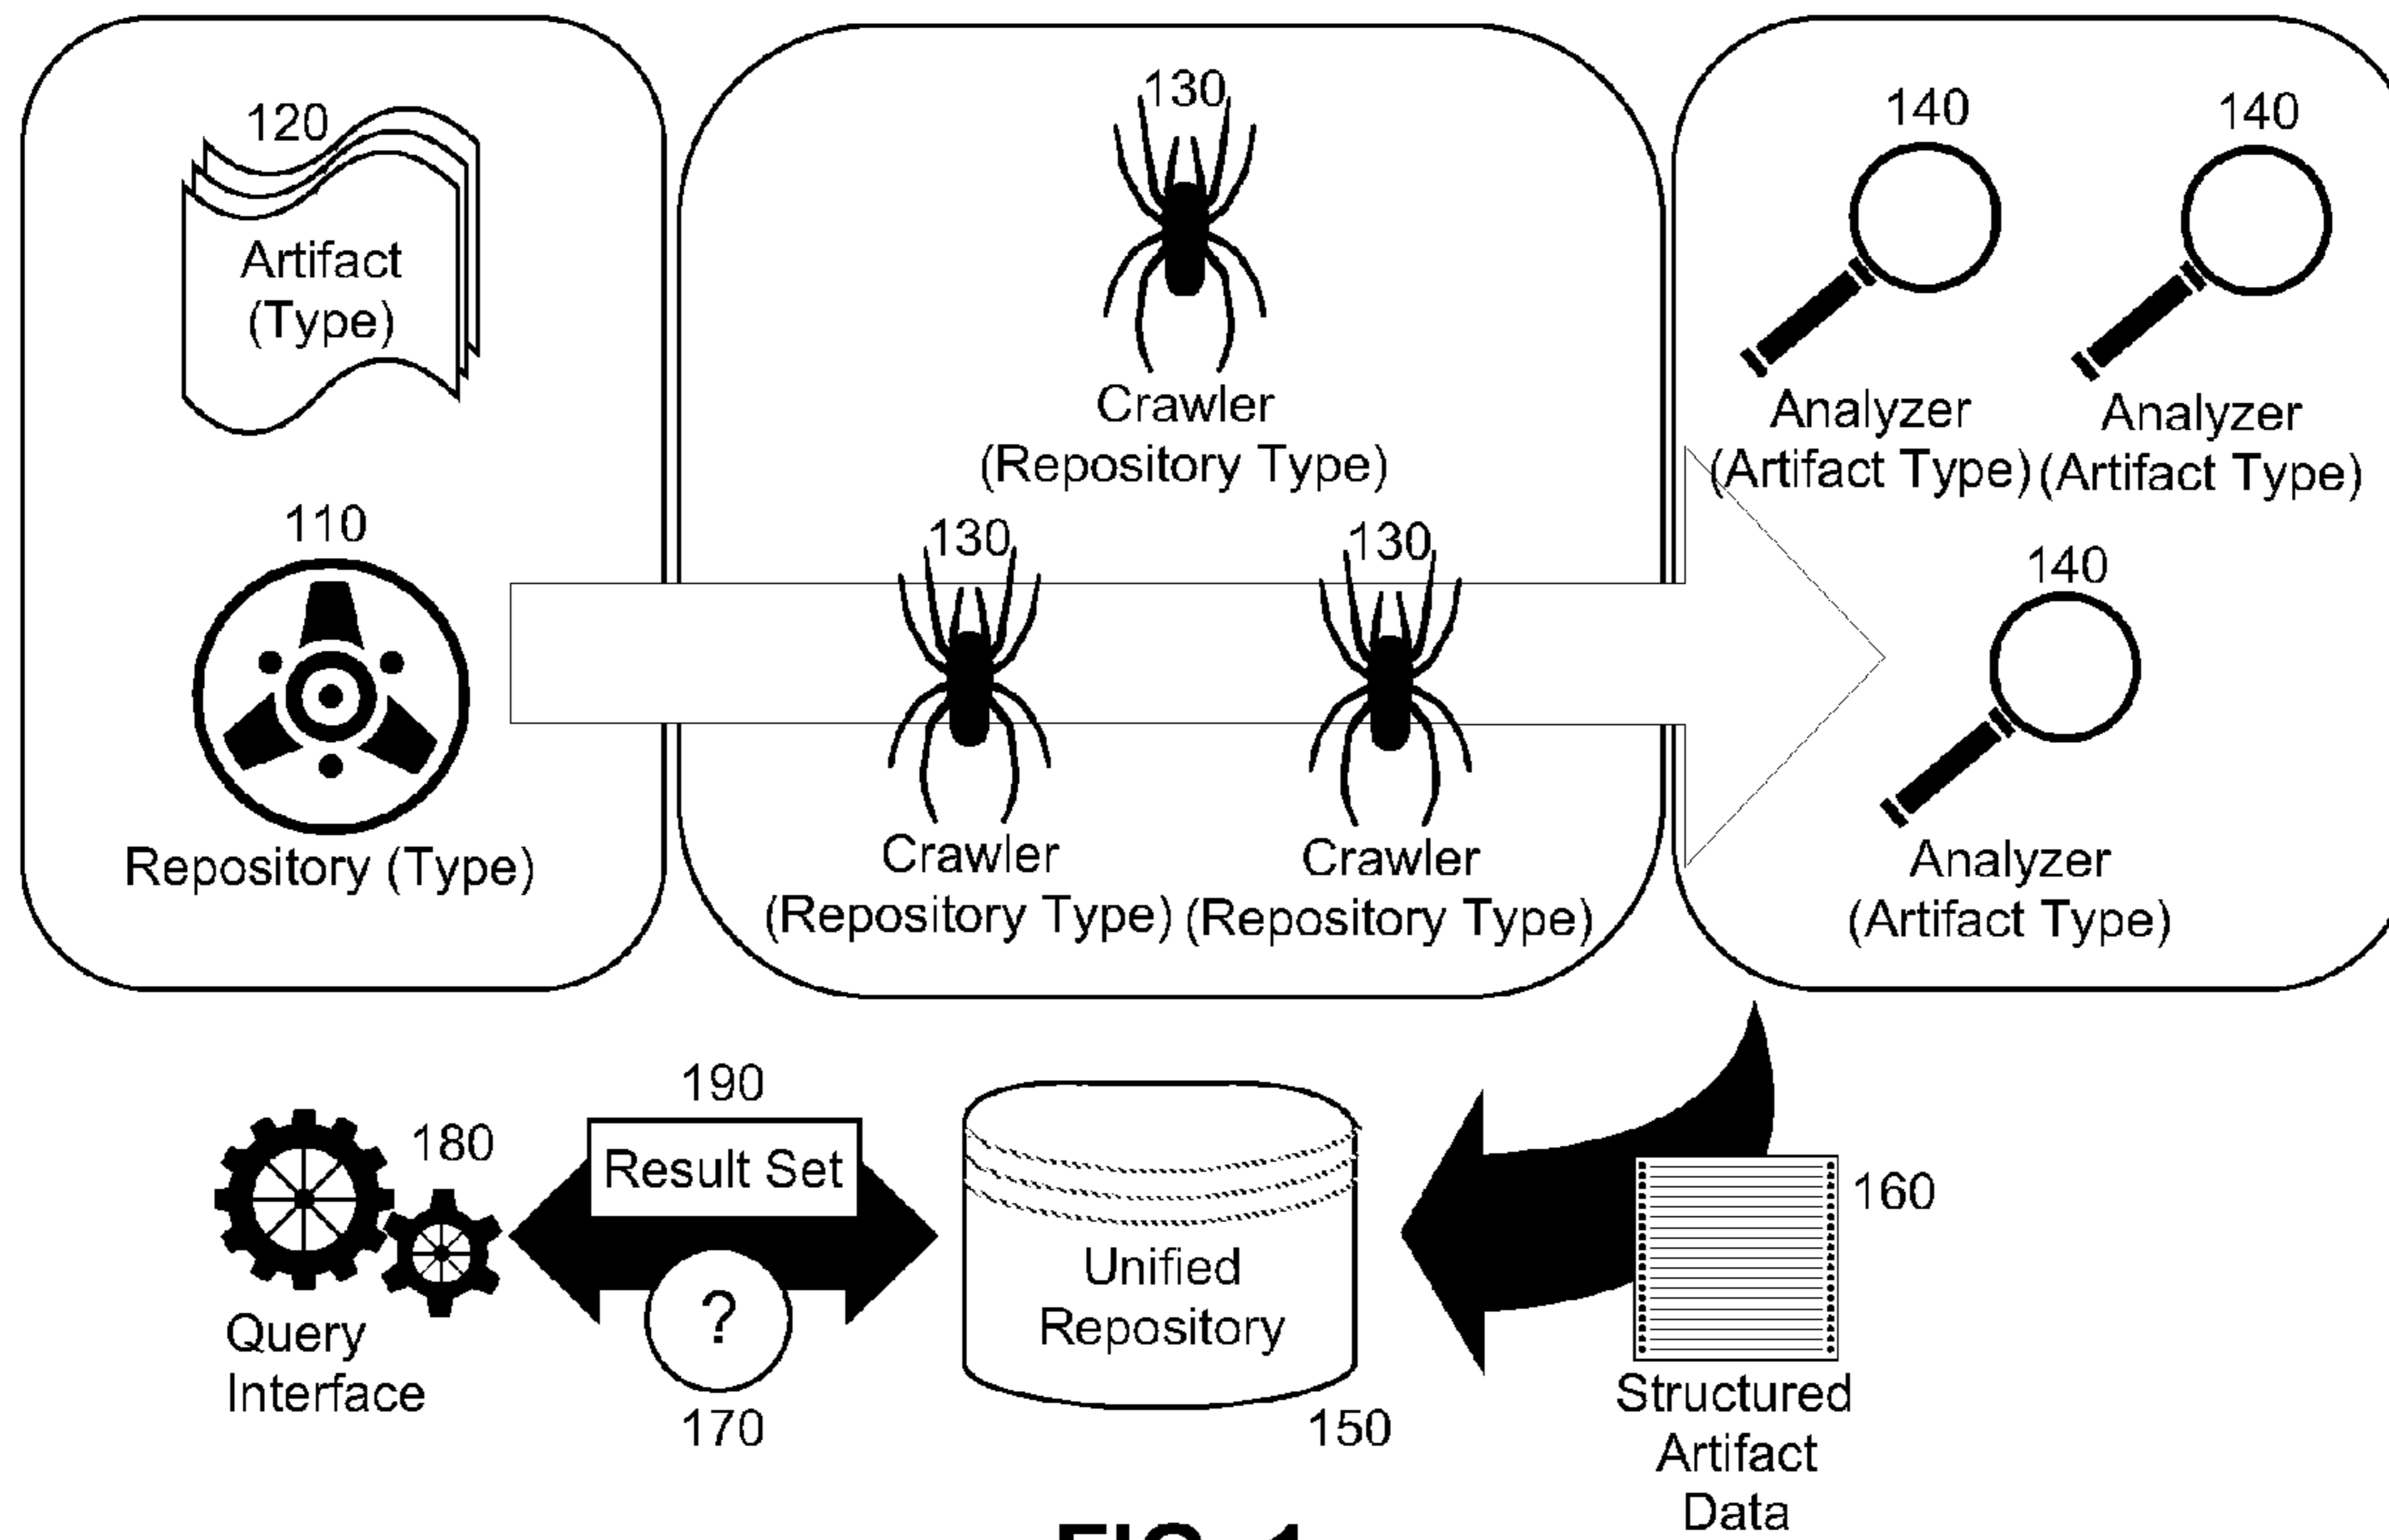 120
Artifact
(Type)
110
Repository (Type)
130
Crawler
(Repository Type)
130
Crawler
(Repository Type)
130
Crawler
(Repository Type)
140
Analyzer
(Artifact Type)
140
Analyzer
(Artifact Type)
140
Analyzer
(Artifact Type)
180
Query
Interface
190
Result Set
?
170
Unified
Repository
150
160
Structured
Artifact
Data
FIG. 1